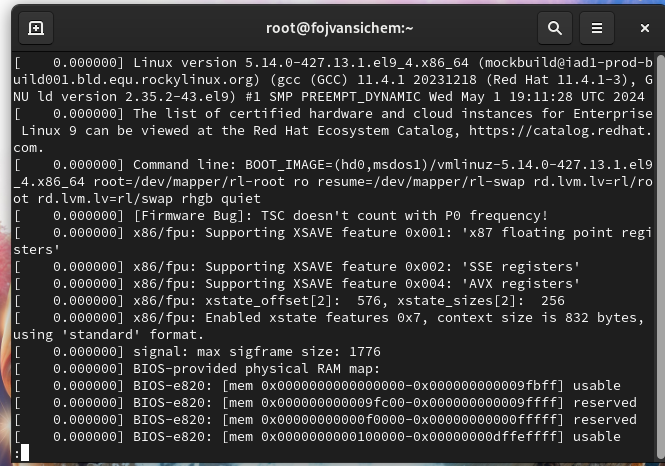 root@fojvansichem:~
[    0.000000] Linux version 5.14.0-427.13.1.el9_4.x86_64 (mockbuild@iad1-prod-b
uild001.bld.equ.rockylinux.org) (gcc (GCC) 11.4.1 20231218 (Red Hat 11.4.1-3), G
NU ld version 2.35.2-43.el9) #1 SMP PREEMPT_DYNAMIC Wed May 1 19:11:28 UTC 2024
[    0.000000] The list of certified hardware and cloud instances for Enterprise
 Linux 9 can be viewed at the Red Hat Ecosystem Catalog, https://catalog.redhat.
com.
[    0.000000] Command line: BOOT_IMAGE=(hd0,msdos1)/vmlinuz-5.14.0-427.13.1.el9
_4.x86_64 root=/dev/mapper/rl-root ro resume=/dev/mapper/rl-swap rd.lvm.lv=rl/ro
ot rd.lvm.lv=rl/swap rhgb quiet
[    0.000000] [Firmware Bug]: TSC doesn't count with P0 frequency!
[    0.000000] x86/fpu: Supporting XSAVE feature 0x001: 'x87 floating point regi
sters'
[    0.000000] x86/fpu: Supporting XSAVE feature 0x002: 'SSE registers'
[    0.000000] x86/fpu: Supporting XSAVE feature 0x004: 'AVX registers'
[    0.000000] x86/fpu: xstate_offset[2]:  576, xstate_sizes[2]:  256
[    0.000000] x86/fpu: Enabled xstate features 0x7, context size is 832 bytes,
using 'standard' format.
[    0.000000] signal: max sigframe size: 1776
[    0.000000] BIOS-provided physical RAM map:
[    0.000000] BIOS-e820: [mem 0x0000000000000000-0x000000000009fbff] usable
[    0.000000] BIOS-e820: [mem 0x000000000009fc00-0x000000000009ffff] reserved
[    0.000000] BIOS-e820: [mem 0x00000000000f0000-0x00000000000fffff] reserved
[    0.000000] BIOS-e820: [mem 0x0000000000100000-0x00000000dffeffff] usable
: